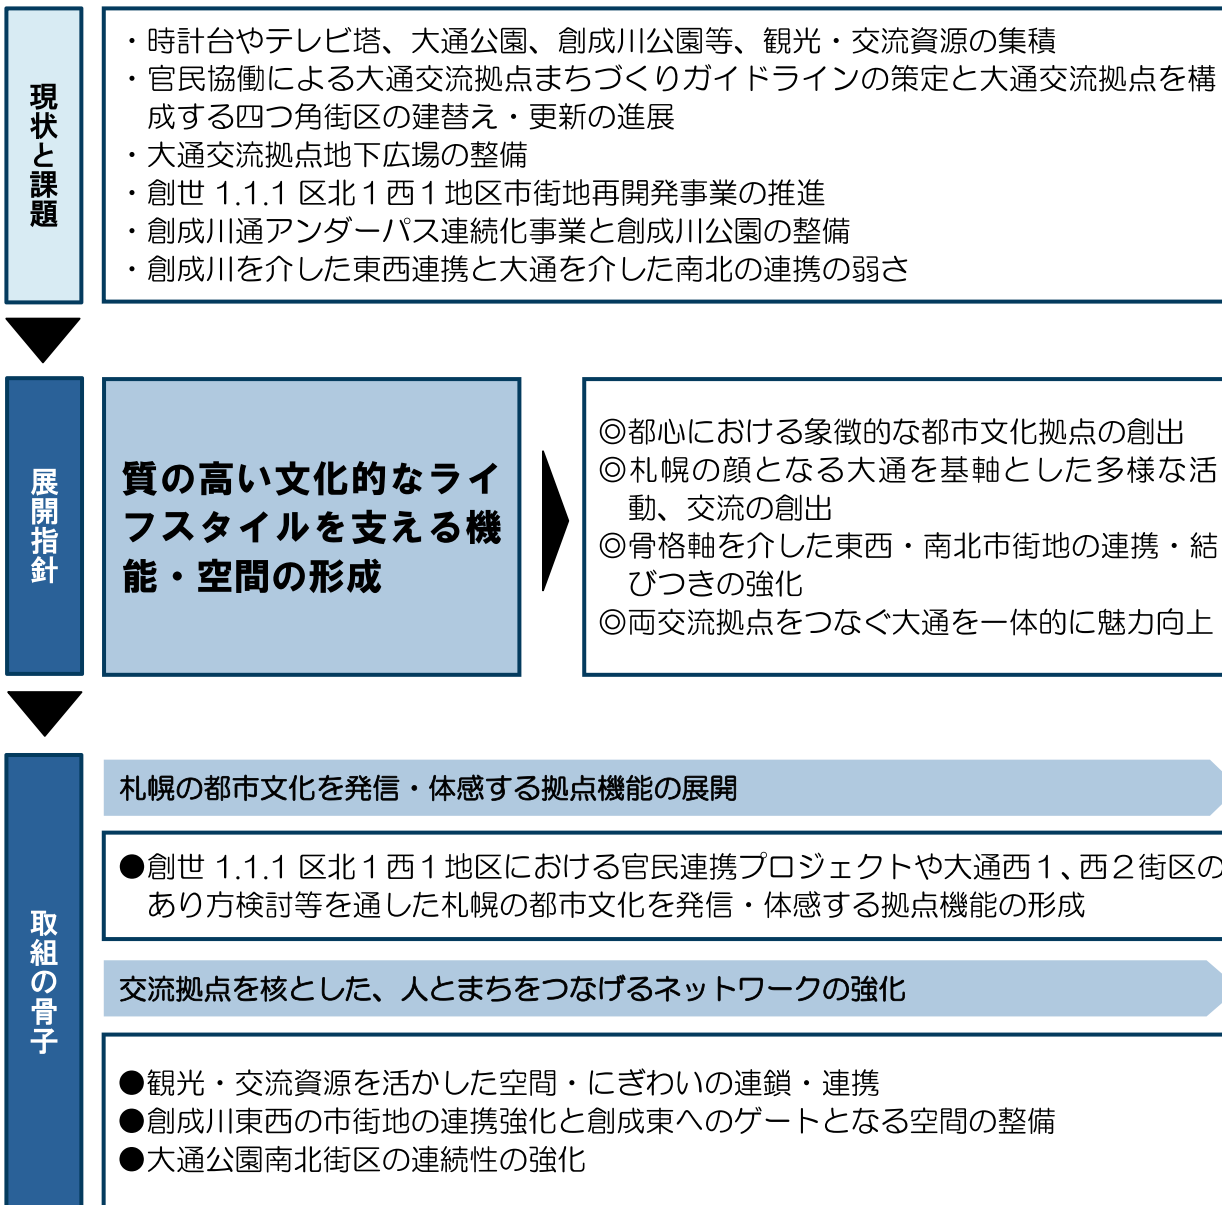 現状と課題
・時計台やテレビ塔、大通公園、創成川公園等、観光・交流資源の集積
・官民協働による大通交流拠点まちづくりガイドラインの策定と大通交流拠点を構
成する四つ角街区の建替え・更新の進展
・大通交流拠点地下広場の整備
・創世 1.1.1 区北１西１地区市街地再開発事業の推進
・創成川通アンダーパス連続化事業と創成川公園の整備
・創成川を介した東西連携と大通を介した南北の連携の弱さ
展開指針
質の高い文化的なライ
フスタイルを支える機
能・空間の形成
◎都心における象徴的な都市文化拠点の創出
◎札幌の顔となる大通を基軸とした多様な活
動、交流の創出
◎骨格軸を介した東西・南北市街地の連携・結
びつきの強化
◎両交流拠点をつなぐ大通を一体的に魅力向上
取組の骨子
札幌の都市文化を発信・体感する拠点機能の展開
●創世 1.1.1 区北１西１地区における官民連携プロジェクトや大通西１、西２街区の
あり方検討等を通した札幌の都市文化を発信・体感する拠点機能の形成
交流拠点を核とした、人とまちをつなげるネットワークの強化
●観光・交流資源を活かした空間・にぎわいの連鎖・連携
●創成川東西の市街地の連携強化と創成東へのゲートとなる空間の整備
●大通公園南北街区の連続性の強化